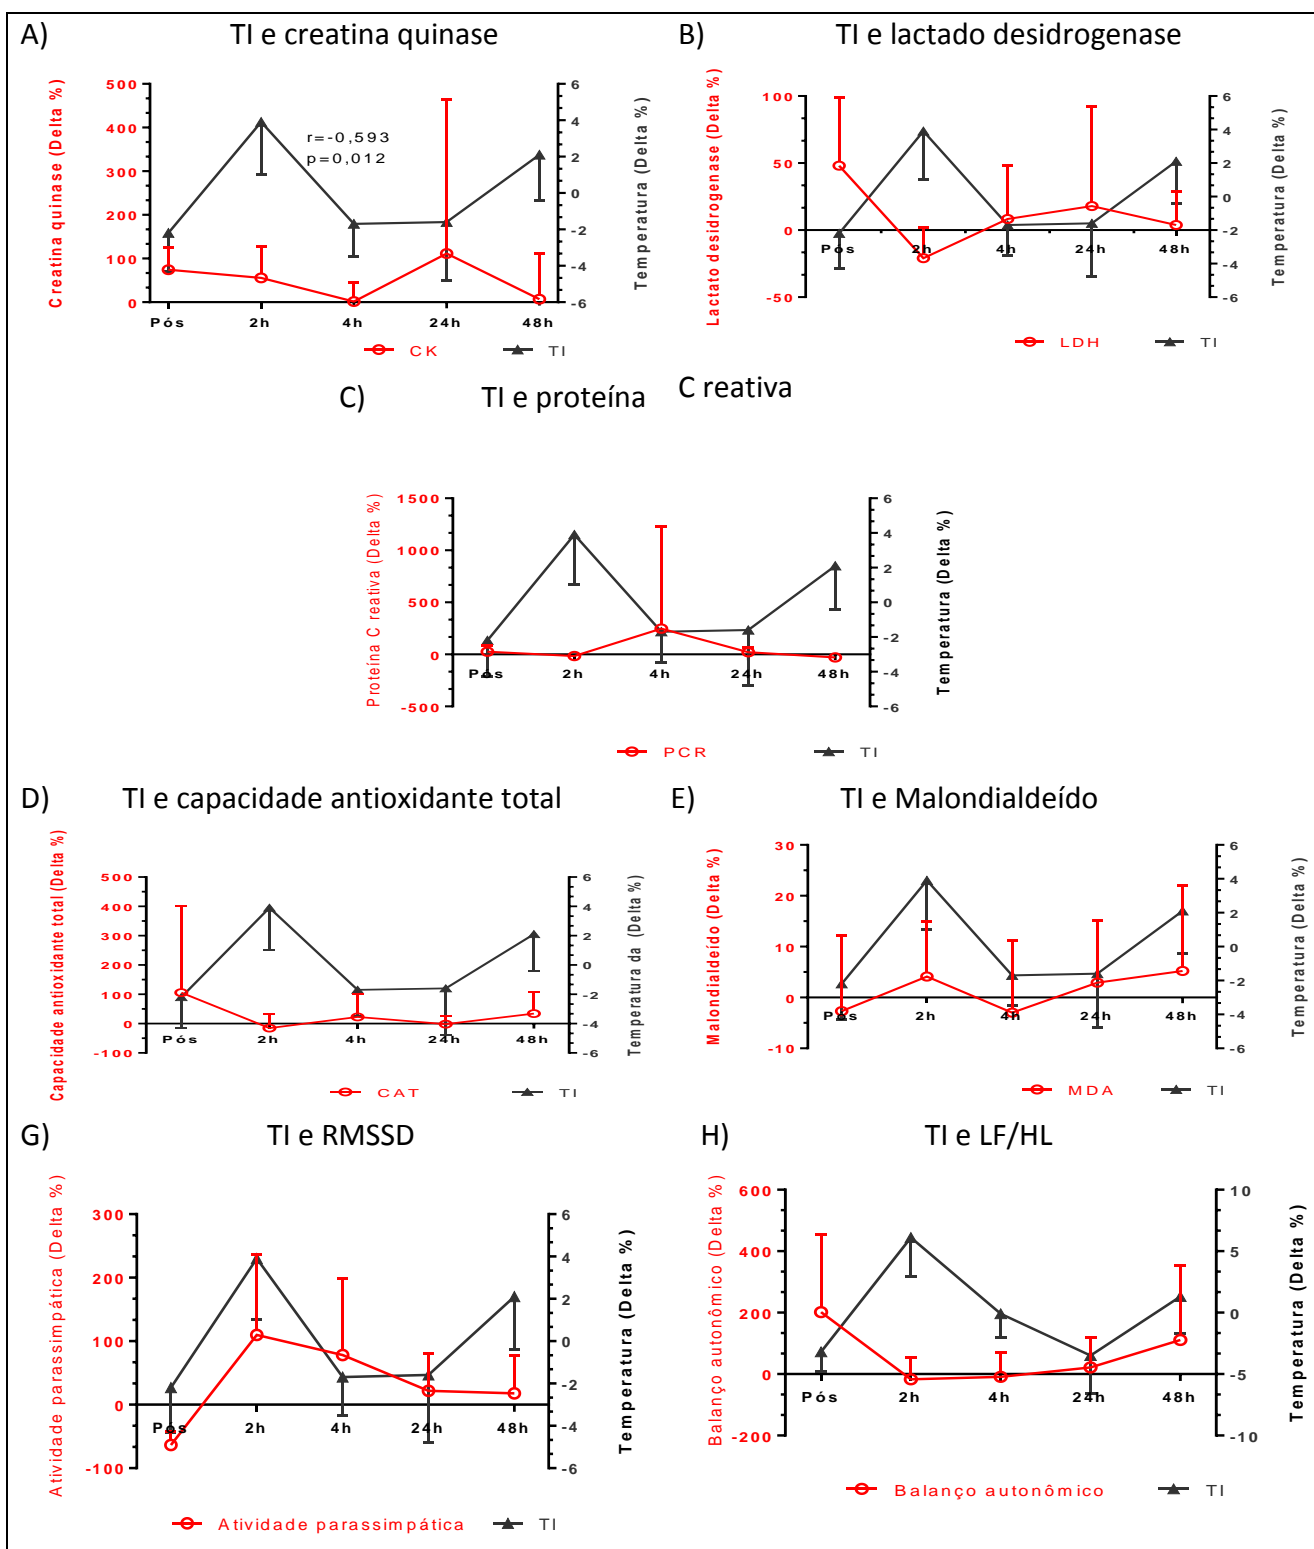 A) TI e creatina quinase
Creatina quinase (Delta %)
500
400
300
200
100
0
r=-0,593
p=0,012
6
4
2
0
-2
-4
-6
Temperatura (Delta %)
Pós 2h 4h 24h 48h
CK TI
B) TI e lactado desidrogenase
Lactato desidrogenase (Delta %)
100
50
0
-50
6
4
2
0
-2
-4
-6
Temperatura (Delta %)
Pós 2h 4h 24h 48h
LDH TI
C) TI e proteína C reativa
Proteína C reativa (Delta %)
1500
1000
500
0
-500
6
4
2
0
-2
-4
-6
Temperatura (Delta %)
Pós 2h 4h 24h 48h
PCR TI
D) TI e capacidade antioxidante total
Capacidade antioxidante total (Delta %)
500
400
300
200
100
0
-100
6
4
2
0
-2
-4
-6
Temperatura da (Delta %)
Pós 2h 4h 24h 48h
CAT TI
E) TI e Malondialdeído
Malondialdeído (Delta %)
30
20
10
0
-10
6
4
2
0
-2
-4
-6
Temperatura (Delta %)
Pós 2h 4h 24h 48h
MDA TI
G) TI e RMSSD
Atividade parassimpática (Delta %)
300
200
100
0
-100
6
4
2
0
-2
-4
-6
Temperatura (Delta %)
Pós 2h 4h 24h 48h
Atividade parassimpática TI
H) TI e LF/HL
Balanço autonômico (Delta %)
600
400
200
0
-200
10
5
0
-5
-10
Temperatura (Delta %)
Pós 2h 4h 24h 48h
Balanço autonômico TI